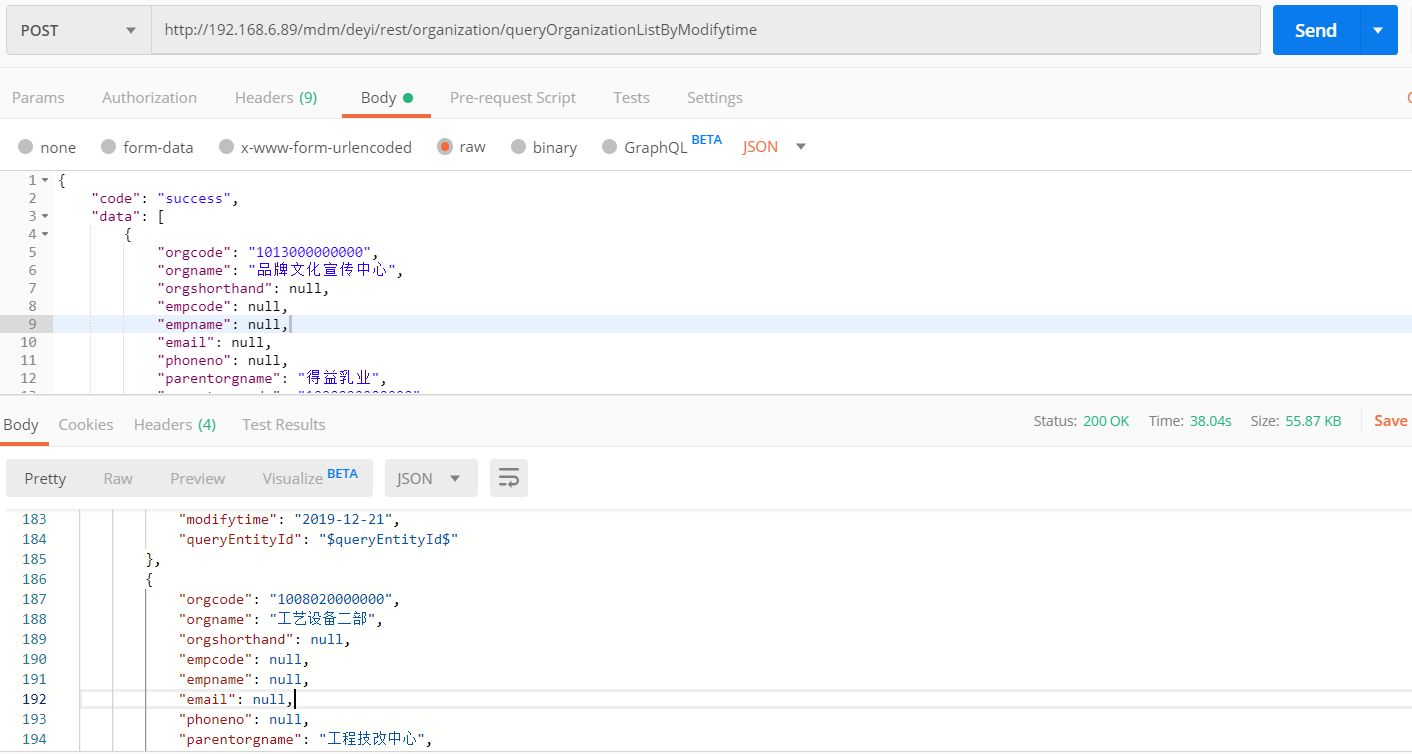 POST http://192.168.6.89/mdm/deyi/rest/organization/queryOrganizationListByModifytime Send
Params Authorization Headers (9) Body Pre-request Script Tests Settings
none form-data x-www-form-urlencoded raw binary GraphQL BETA JSON
1 {
2 "code": "success",
3 "data": [
4 {
5 "orgcode": "1013000000000",
6 "orgname": "品牌文化宣传中心",
7 "orgshorthand": null,
8 "empcode": null,
9 "empname": null,
10 "email": null,
11 "phoneno": null,
12 "parentorgname": "得益乳业",
Body Cookies Headers (4) Test Results Status: 200 OK Time: 38.04s Size: 55.87 KB Save
Pretty Raw Preview Visualize BETA JSON
183 "modifytime": "2019-12-21",
184 "queryEntityId": "$queryEntityId$"
185 },
186 {
187 "orgcode": "1008020000000",
188 "orgname": "工艺设备二部",
189 "orgshorthand": null,
190 "empcode": null,
191 "empname": null,
192 "email": null,
193 "phoneno": null,
194 "parentorgname": "工程技改中心",